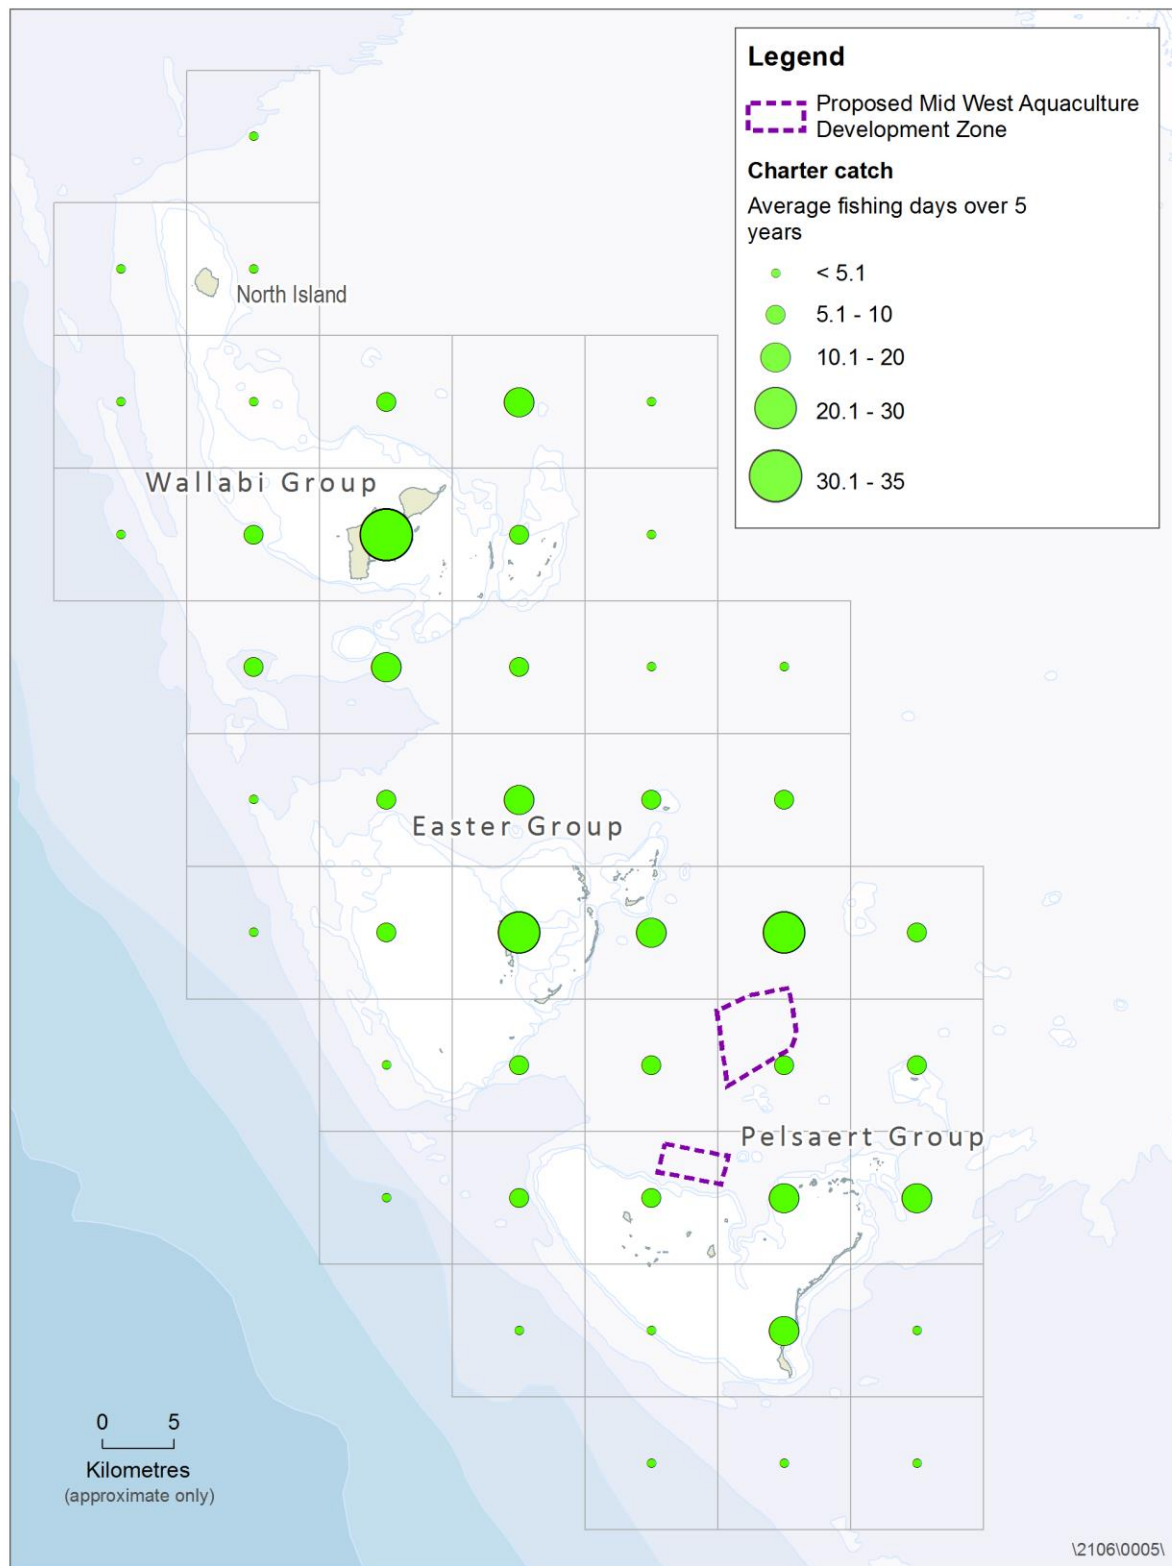 Legend
Proposed Mid West Aquaculture
Development Zone
Charter catch
Average fishing days over 5
years
< 5.1
5.1 - 10
10.1 - 20
20.1 - 30
30.1 - 35
North Island
Wallabi Group
Easter Group
Pelsaert Group
0 5
Kilometres
(approximate only)
\2106\0005\